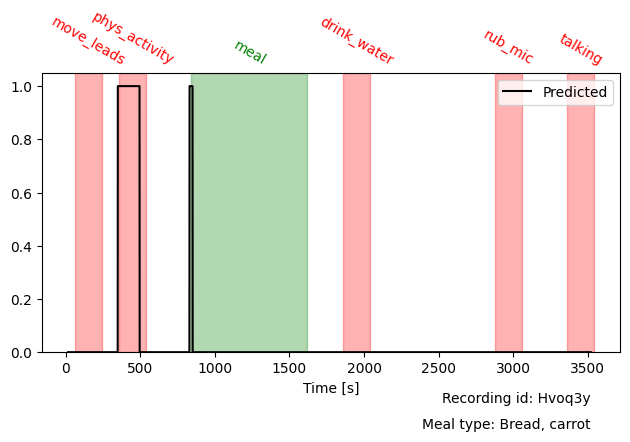 move_leads
phys_activity
meal
drink_water
rub_mic
talking
Predicted
1.0
0.8
0.6
0.4
0.2
0.0
0 500 1000 1500 2000 2500 3000 3500
Time [s]
Recording id: Hvoq3y
Meal type: Bread, carrot